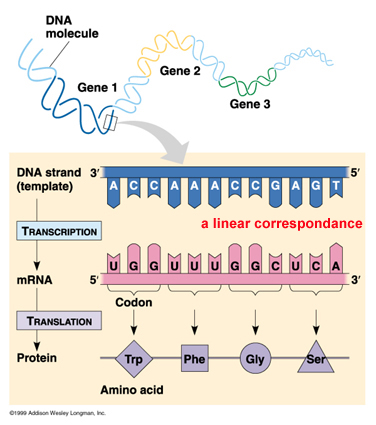 DNA
molecule
Gene 1
Gene 2
Gene 3
DNA strand
(template)
3'
5'
A C C A A A C C G A G T
a linear correspondance
TRANSCRIPTION
mRNA
5'
U G G U U U G G C U C A
3'
Codon
TRANSLATION
Protein
Trp
Phe
Gly
Ser
Amino acid
©1999 Addison Wesley Longman, Inc.